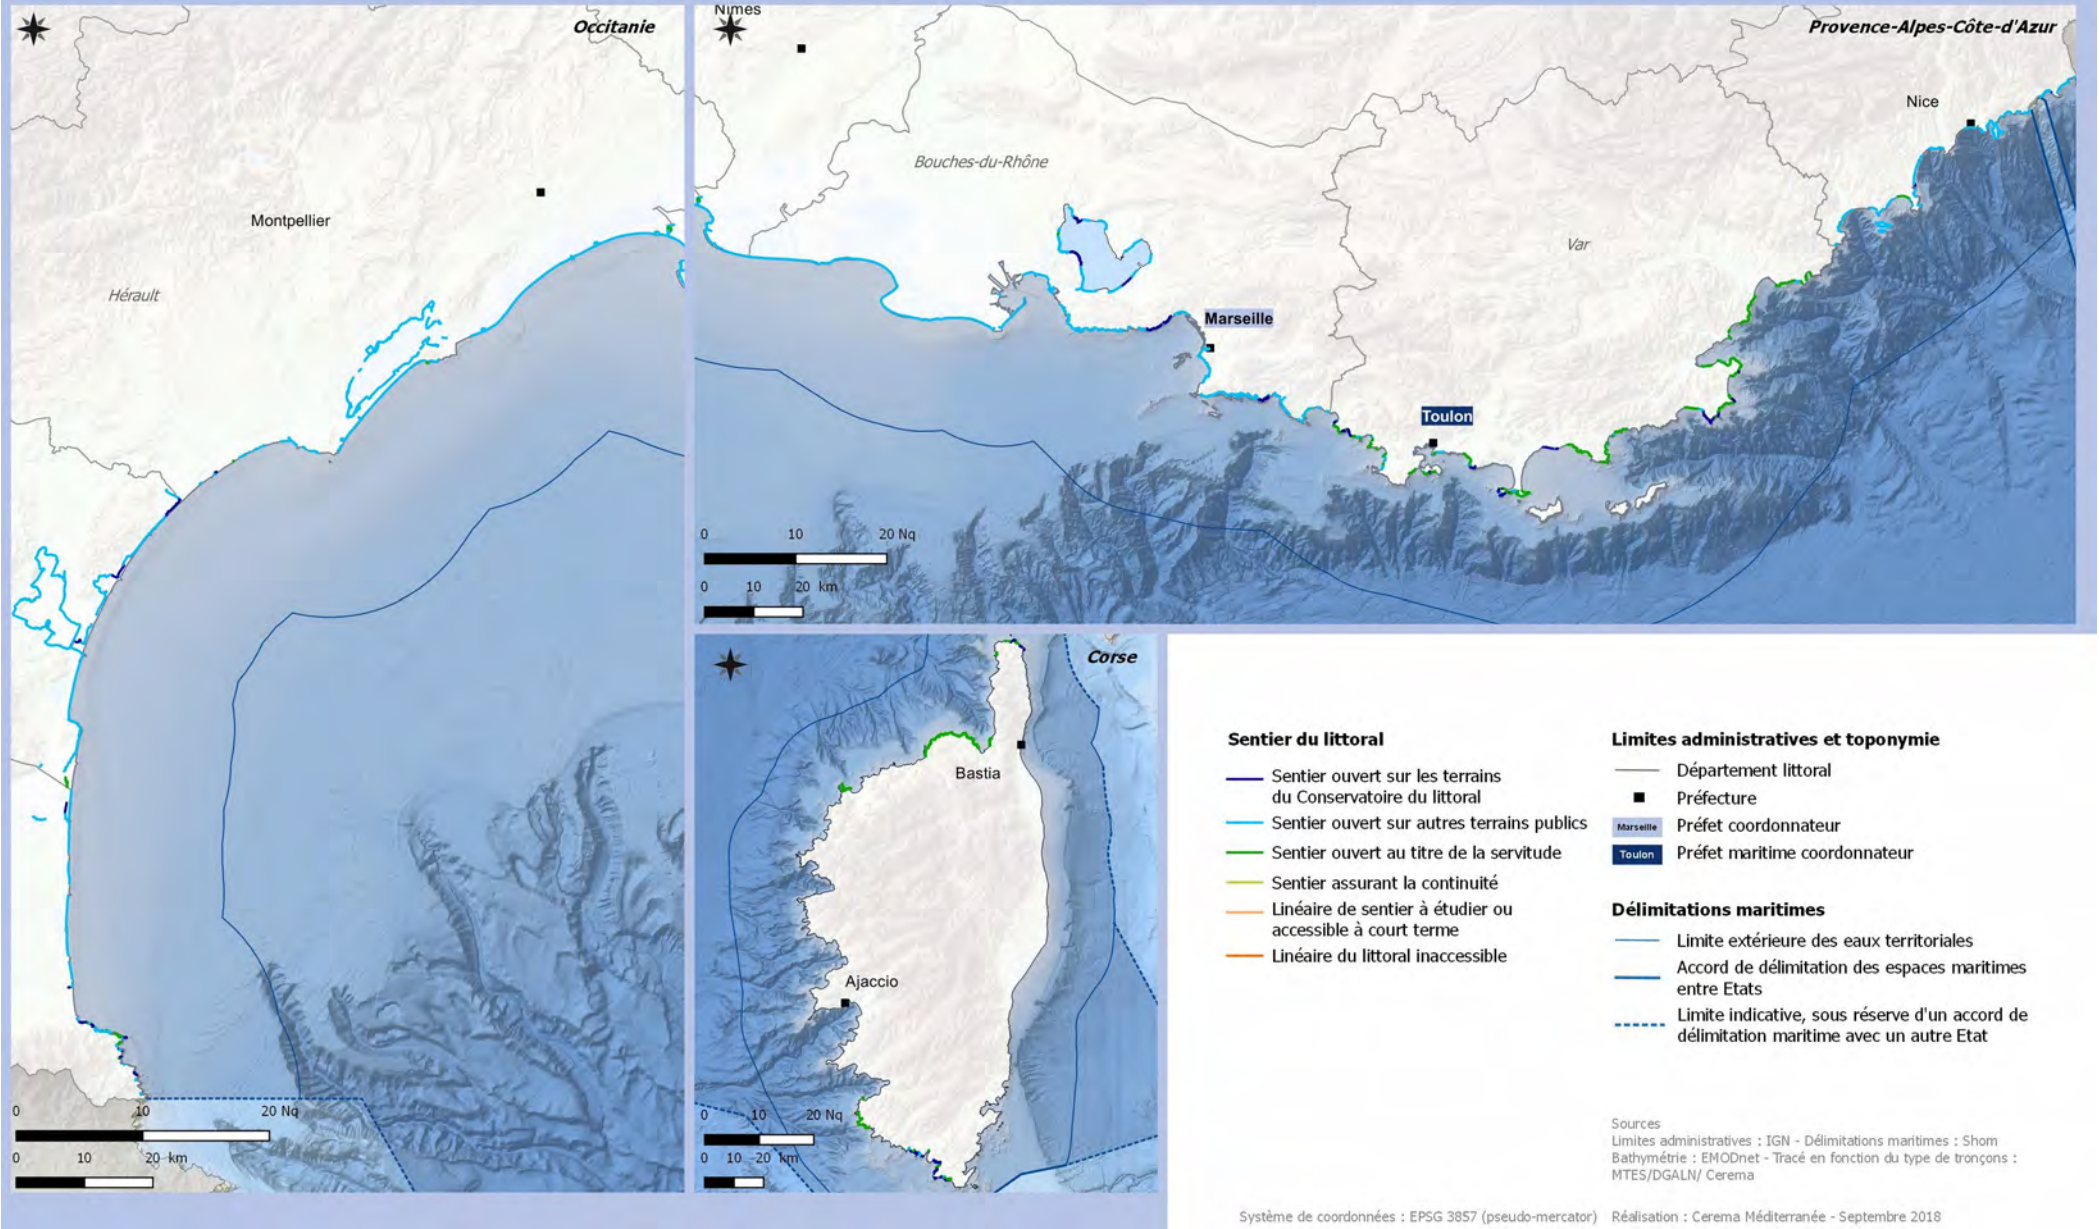 Occitanie
Montpellier
Hérault
0 10 20 Nq
0 10 20 km
Nîmes
Provence-Alpes-Côte-d'Azur
Nice
Bouches-du-Rhône
Var
Marseille
Toulon
0 10 20 Nq
0 10 20 km
Corse
Bastia
Ajaccio
0 10 20 Nq
0 10 20 km
Sentier du littoral
Sentier ouvert sur les terrains
du Conservatoire du littoral
Sentier ouvert sur autres terrains publics
Sentier ouvert au titre de la servitude
Sentier assurant la continuité
Linéaire de sentier à étudier ou
accessible à court terme
Linéaire du littoral inaccessible
Limites administratives et toponymie
Département littoral
Préfecture
Marseille Préfet coordonnateur
Toulon Préfet maritime coordonnateur
Délimitations maritimes
Limite extérieure des eaux territoriales
Accord de délimitation des espaces maritimes
entre Etats
Limite indicative, sous réserve d'un accord de
délimitation maritime avec un autre Etat
Sources
Limites administratives : IGN - Délimitations maritimes : Shom
Bathymétrie : EMODnet - Tracé en fonction du type de tronçons :
MTES/DGALN/ Cerema
Système de coordonnées : EPSG 3857 (pseudo-mercator) Réalisation : Cerema Méditerranée - Septembre 2018